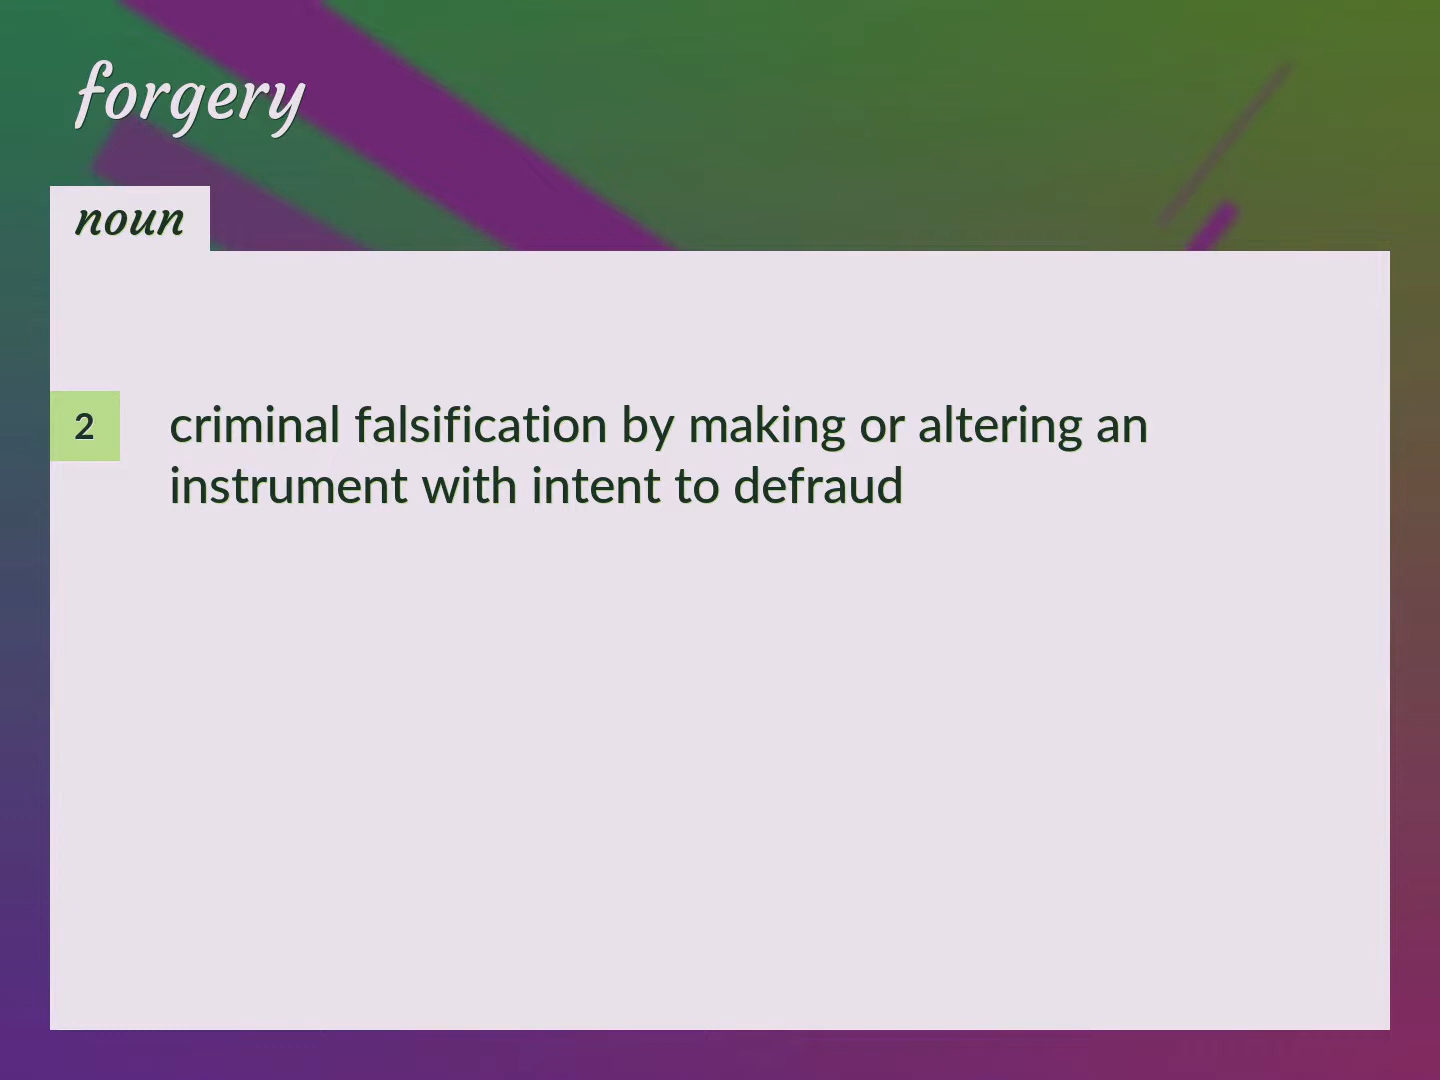 forgery
noun
2
criminal falsification by making or altering an
instrument with intent to defraud